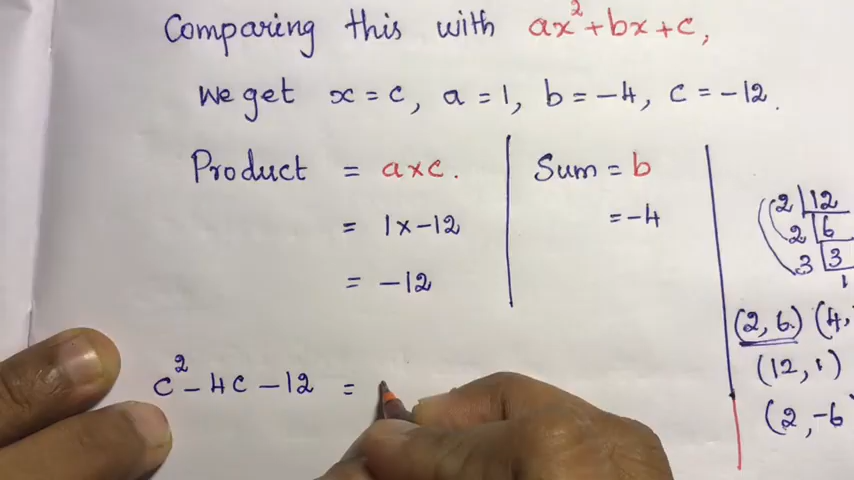 Comparing this with ax²+bx+c,
We get x = c, a = 1, b = -4, c = -12.
Product = a×c.
= 1×-12
= -12
Sum = b
= -4
2 | 12
2 | 6
3 | 3
1
(2, 6) (4,
(12, 1)
(2, -6
c² - 4c - 12 =